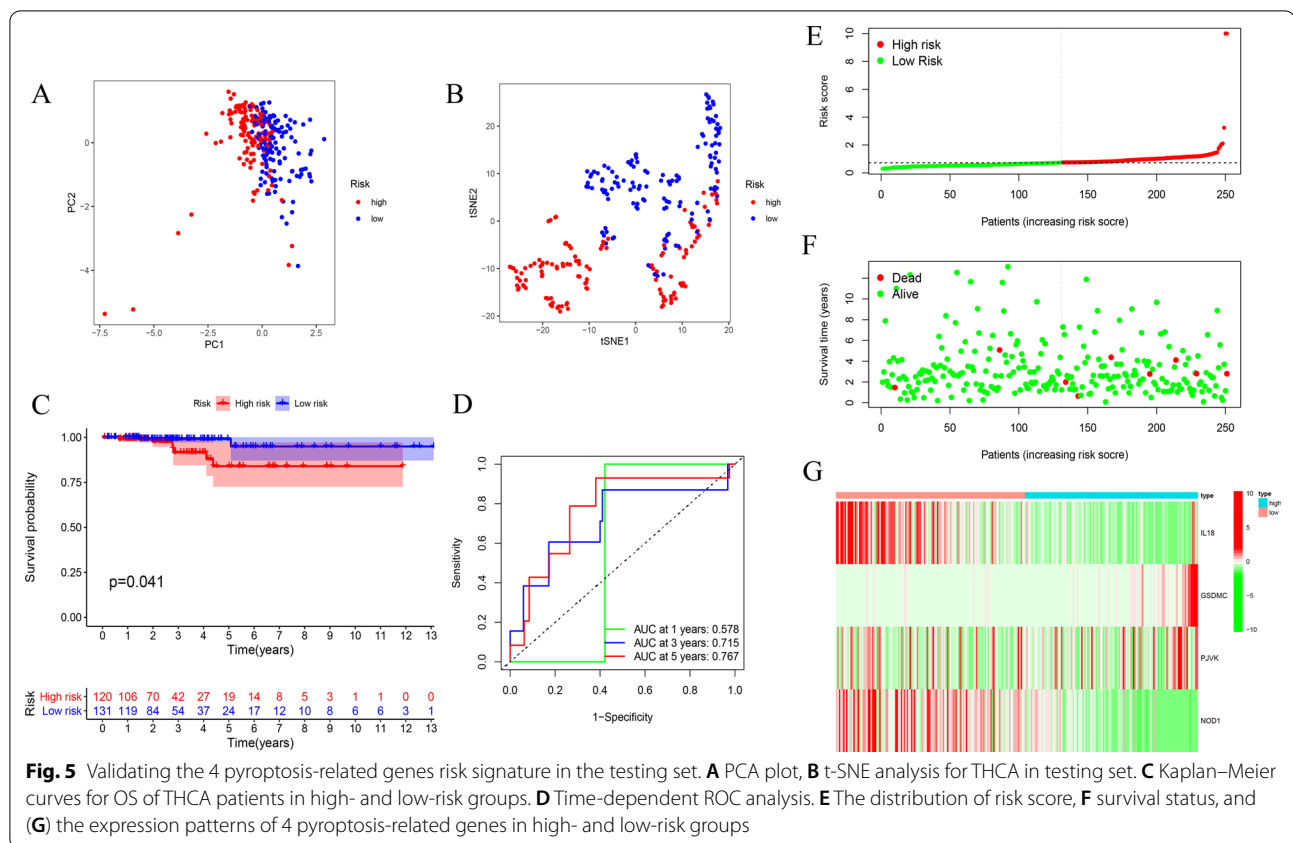 A
0
−2
−4
PC2
−7.5 −5.0 −2.5 0.0 2.5
PC1
Risk
high
low
B
20
10
0
−10
−20
tSNE2
−20 −10 0 10 20
tSNE1
Risk
high
low
E
High risk
Low Risk
10
8
6
4
2
0
Risk score
0 50 100 150 200 250
Patients (increasing risk socre)
F
Dead
Alive
10
8
6
4
2
0
Survival time (years)
0 50 100 150 200 250
Patients (increasing risk socre)
C
Risk High risk Low risk
1.00
0.75
0.50
0.25
0.00
Survival probability
p=0.041
0 1 2 3 4 5 6 7 8 9 10 11 12 13
Time(years)
Risk
High risk 120 106 70 42 27 19 14 8 5 3 1 1 0 0
Low risk 131 119 84 54 37 24 17 12 10 8 6 6 3 1
0 1 2 3 4 5 6 7 8 9 10 11 12 13
Time(years)
D
1.0
0.8
0.6
0.4
0.2
0.0
Sensitivity
AUC at 1 years: 0.578
AUC at 3 years: 0.715
AUC at 5 years: 0.767
0.0 0.2 0.4 0.6 0.8 1.0
1−Specificity
G
type
IL18
GSDMC
PJVK
NOD1
10
5
0
−5
−10
type
high
low
Fig. 5 Validating the 4 pyroptosis-related genes risk signature in the testing set. A PCA plot, B t-SNE analysis for THCA in testing set. C Kaplan–Meier
curves for OS of THCA patients in high- and low-risk groups. D Time-dependent ROC analysis. E The distribution of risk score, F survival status, and
(G) the expression patterns of 4 pyroptosis-related genes in high- and low-risk groups